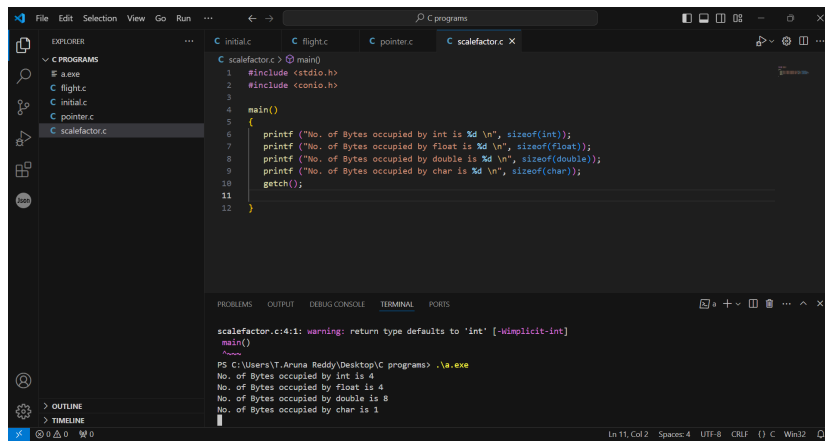 File Edit Selection View Go Run ··· C programs
EXPLORER ···
C PROGRAMS
a.exe
C flight.c
C initial.c
C pointer.c
C scalefactor.c
OUTLINE
TIMELINE
C initial.c C flight.c C pointer.c C scalefactor.c
C scalefactor.c > main()
1 #include <stdio.h>
2 #include <conio.h>
3
4 main()
5 {
6 printf ("No. of Bytes occupied by int is %d \n", sizeof(int));
7 printf ("No. of Bytes occupied by float is %d \n", sizeof(float));
8 printf ("No. of Bytes occupied by double is %d \n", sizeof(double));
9 printf ("No. of Bytes occupied by char is %d \n", sizeof(char));
10 getch();
11
12 }
PROBLEMS OUTPUT DEBUG CONSOLE TERMINAL PORTS a
scalefactor.c:4:1: warning: return type defaults to 'int' [-Wimplicit-int]
main()
^~~~
PS C:\Users\T.Aruna Reddy\Desktop\C programs> .\a.exe
No. of Bytes occupied by int is 4
No. of Bytes occupied by float is 4
No. of Bytes occupied by double is 8
No. of Bytes occupied by char is 1
Json
0 0 0 Ln 11, Col 2 Spaces: 4 UTF-8 CRLF {} C Win32